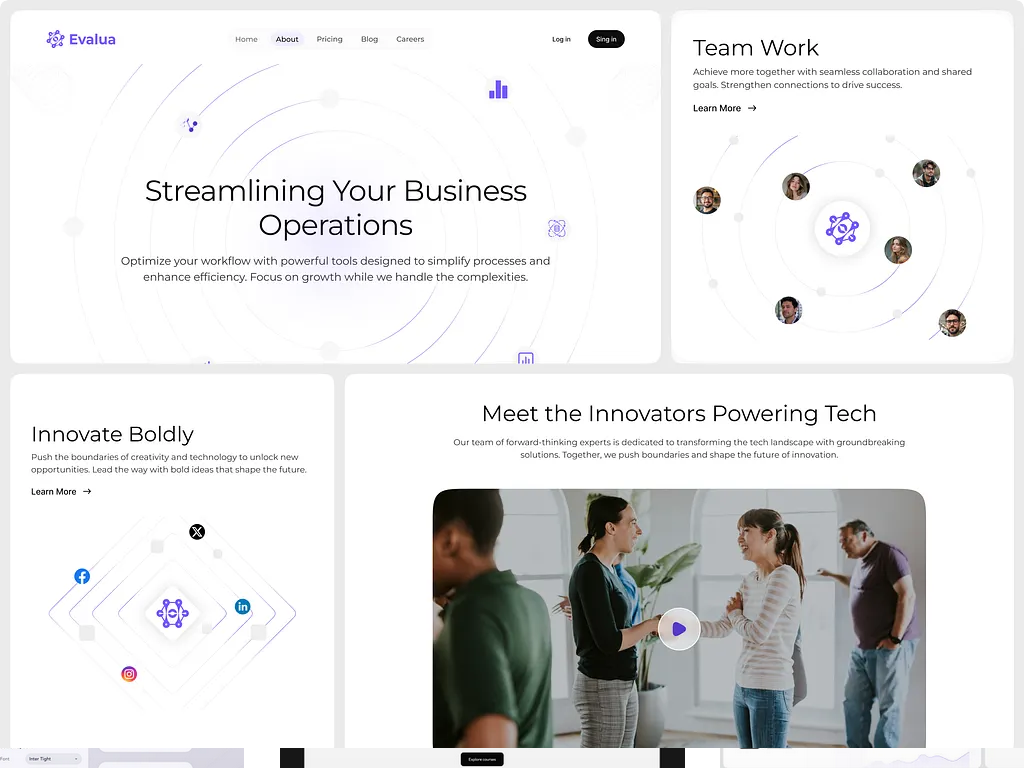 Evalua
Home About Pricing Blog Careers
Log in
Sing in
Streamlining Your Business
Operations
Optimize your workflow with powerful tools designed to simplify processes and
enhance efficiency. Focus on growth while we handle the complexities.
Team Work
Achieve more together with seamless collaboration and shared
goals. Strengthen connections to drive success.
Learn More
Innovate Boldly
Push the boundaries of creativity and technology to unlock new
opportunities. Lead the way with bold ideas that shape the future.
Learn More
in
Meet the Innovators Powering Tech
Our team of forward-thinking experts is dedicated to transforming the tech landscape with groundbreaking
solutions. Together, we push boundaries and shape the future of innovation.
Font
Inter Tight
Explore courses